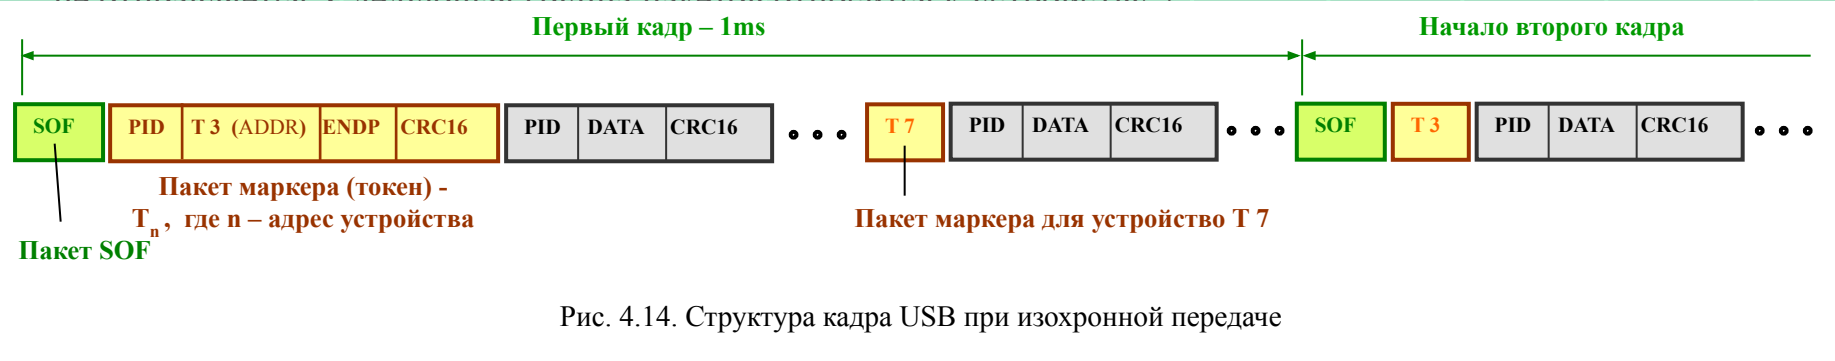 Первый кадр – 1ms Начало второго кадра
SOF PID T 3 (ADDR) ENDP CRC16 PID DATA CRC16 T 7 PID DATA CRC16 SOF T 3 PID DATA CRC16
Пакет маркера (токен) -
Tn , где n – адрес устройства
Пакет маркера для устройство T 7
Пакет SOF
Рис. 4.14. Структура кадра USB при изохронной передаче